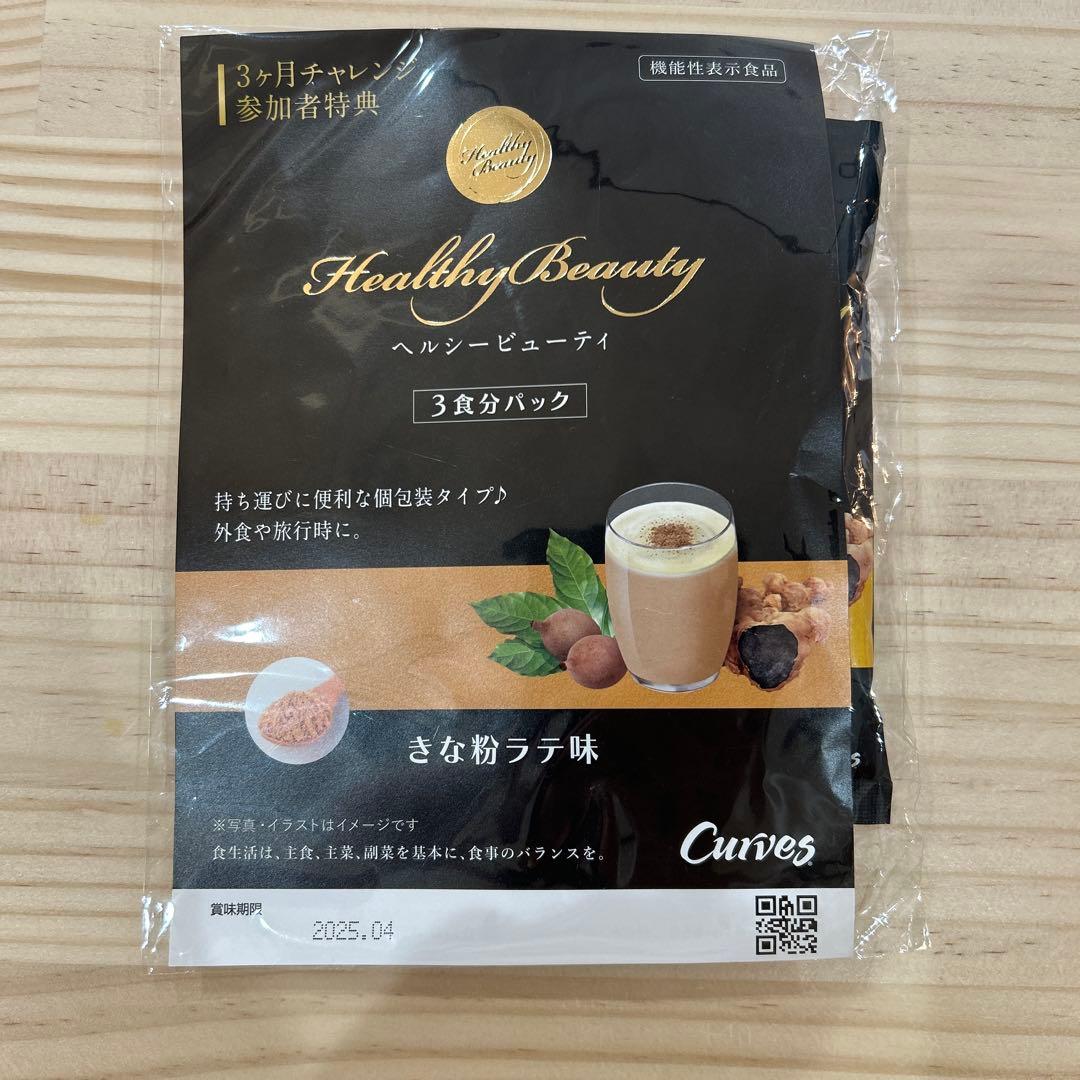 3ヶ月チャレンジ
参加者特典
機能性表示食品
Healthy
Beauty
Healthy Beauty
ヘルシービューティ
3食分パック
持ち運びに便利な個包装タイプ♪
外食や旅行時に。
きな粉ラテ味
※写真・イラストはイメージです
食生活は、主食、主菜、副菜を基本に、食事のバランスを。
Curves
賞味期限
2025.04